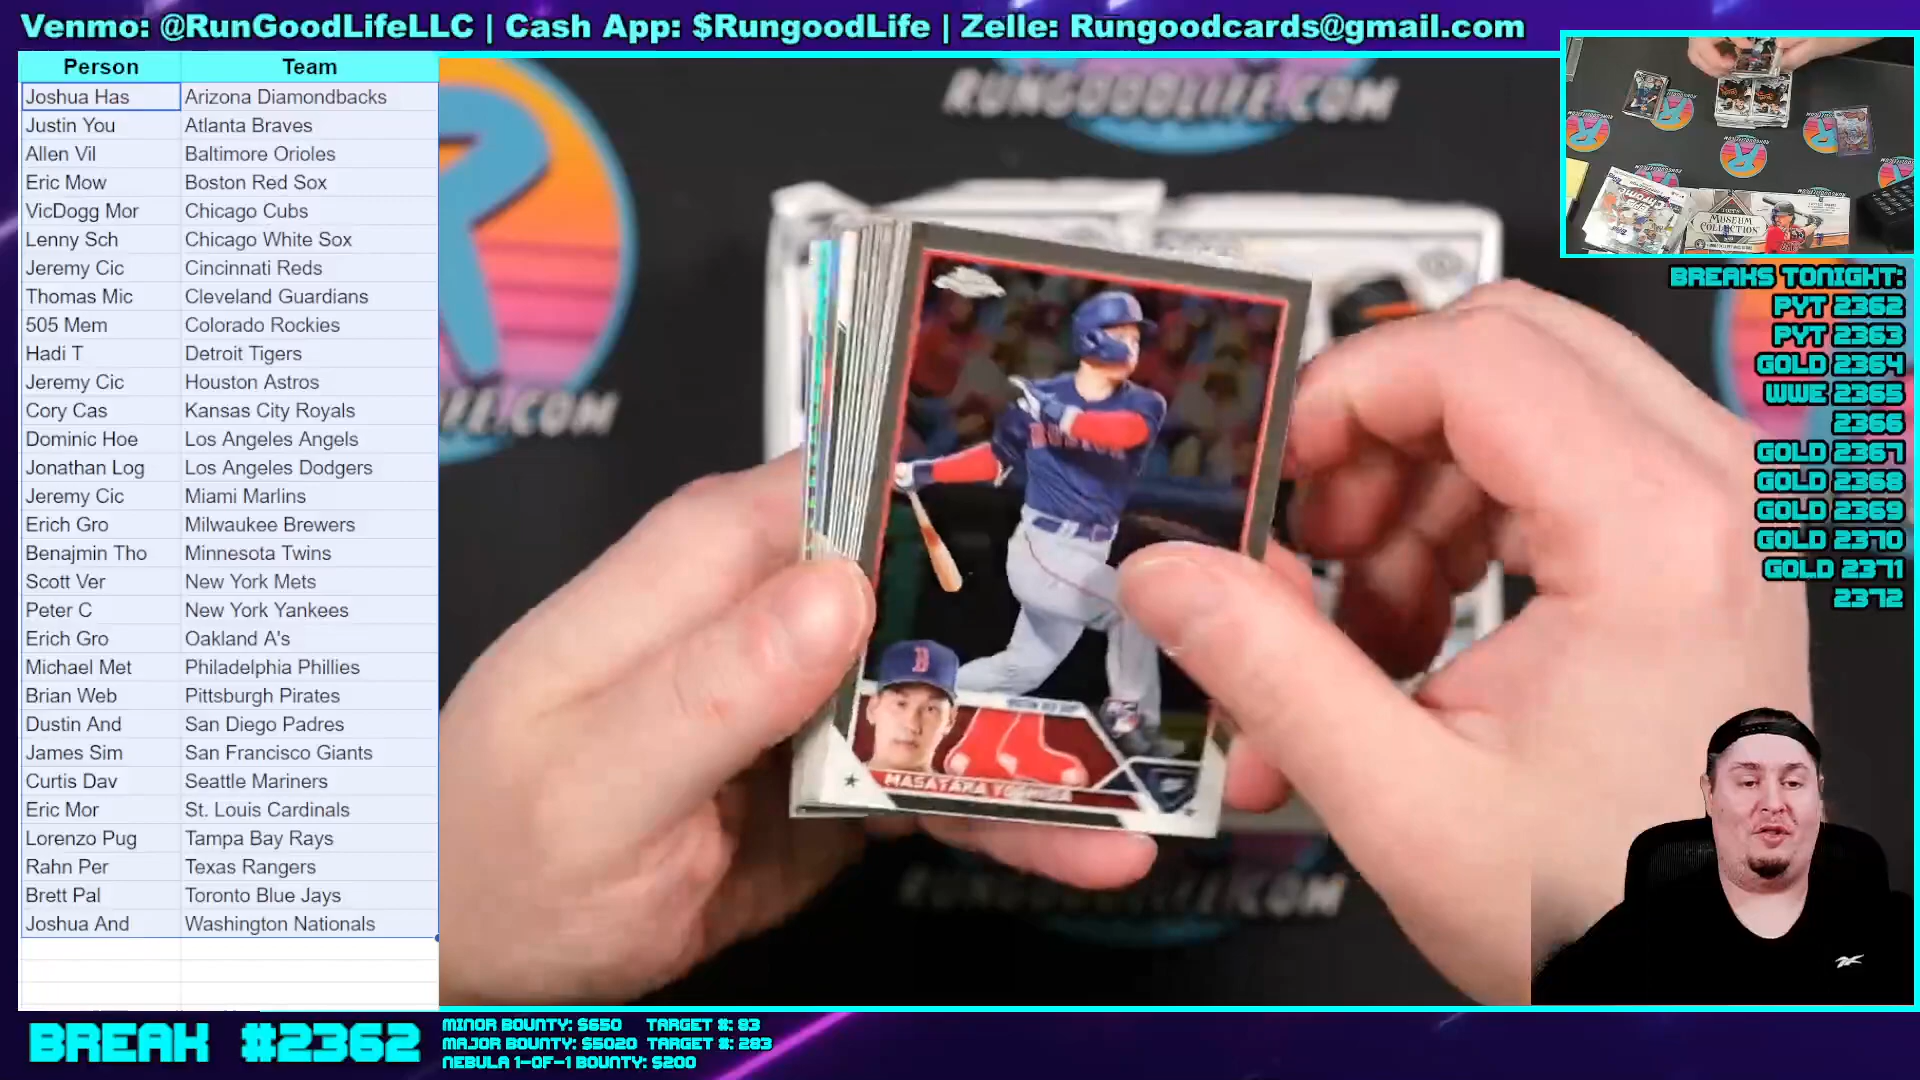 Venmo: @RunGoodLifeLLC | Cash App: $RungoodLife | Zelle: Rungoodcards@gmail.com
Person Team
Joshua Has Arizona Diamondbacks
Justin You Atlanta Braves
Allen Vil Baltimore Orioles
Eric Mow Boston Red Sox
VicDogg Mor Chicago Cubs
Lenny Sch Chicago White Sox
Jeremy Cic Cincinnati Reds
Thomas Mic Cleveland Guardians
505 Mem Colorado Rockies
Hadi T Detroit Tigers
Jeremy Cic Houston Astros
Cory Cas Kansas City Royals
Dominic Hoe Los Angeles Angels
Jonathan Log Los Angeles Dodgers
Jeremy Cic Miami Marlins
Erich Gro Milwaukee Brewers
Benajmin Tho Minnesota Twins
Scott Ver New York Mets
Peter C New York Yankees
Erich Gro Oakland A's
Michael Met Philadelphia Phillies
Brian Web Pittsburgh Pirates
Dustin And San Diego Padres
James Sim San Francisco Giants
Curtis Dav Seattle Mariners
Eric Mor St. Louis Cardinals
Lorenzo Pug Tampa Bay Rays
Rahn Per Texas Rangers
Brett Pal Toronto Blue Jays
Joshua And Washington Nationals
RUNGOODLIFE.COM
FE.COM
B
MASATAKA YOSHIDA
RUNGOODLIFE.COM
MUSEUM
COLLECTION
BREAKS TONIGHT:
PYT 2362
PYT 2363
GOLD 2364
WWE 2365
2366
GOLD 2367
GOLD 2368
GOLD 2369
GOLD 2370
GOLD 2371
2372
BREAK #2362
MINOR BOUNTY: $650 TARGET #: 83
MAJOR BOUNTY: $5020 TARGET #: 283
NEBULA 1-OF-1 BOUNTY: $200